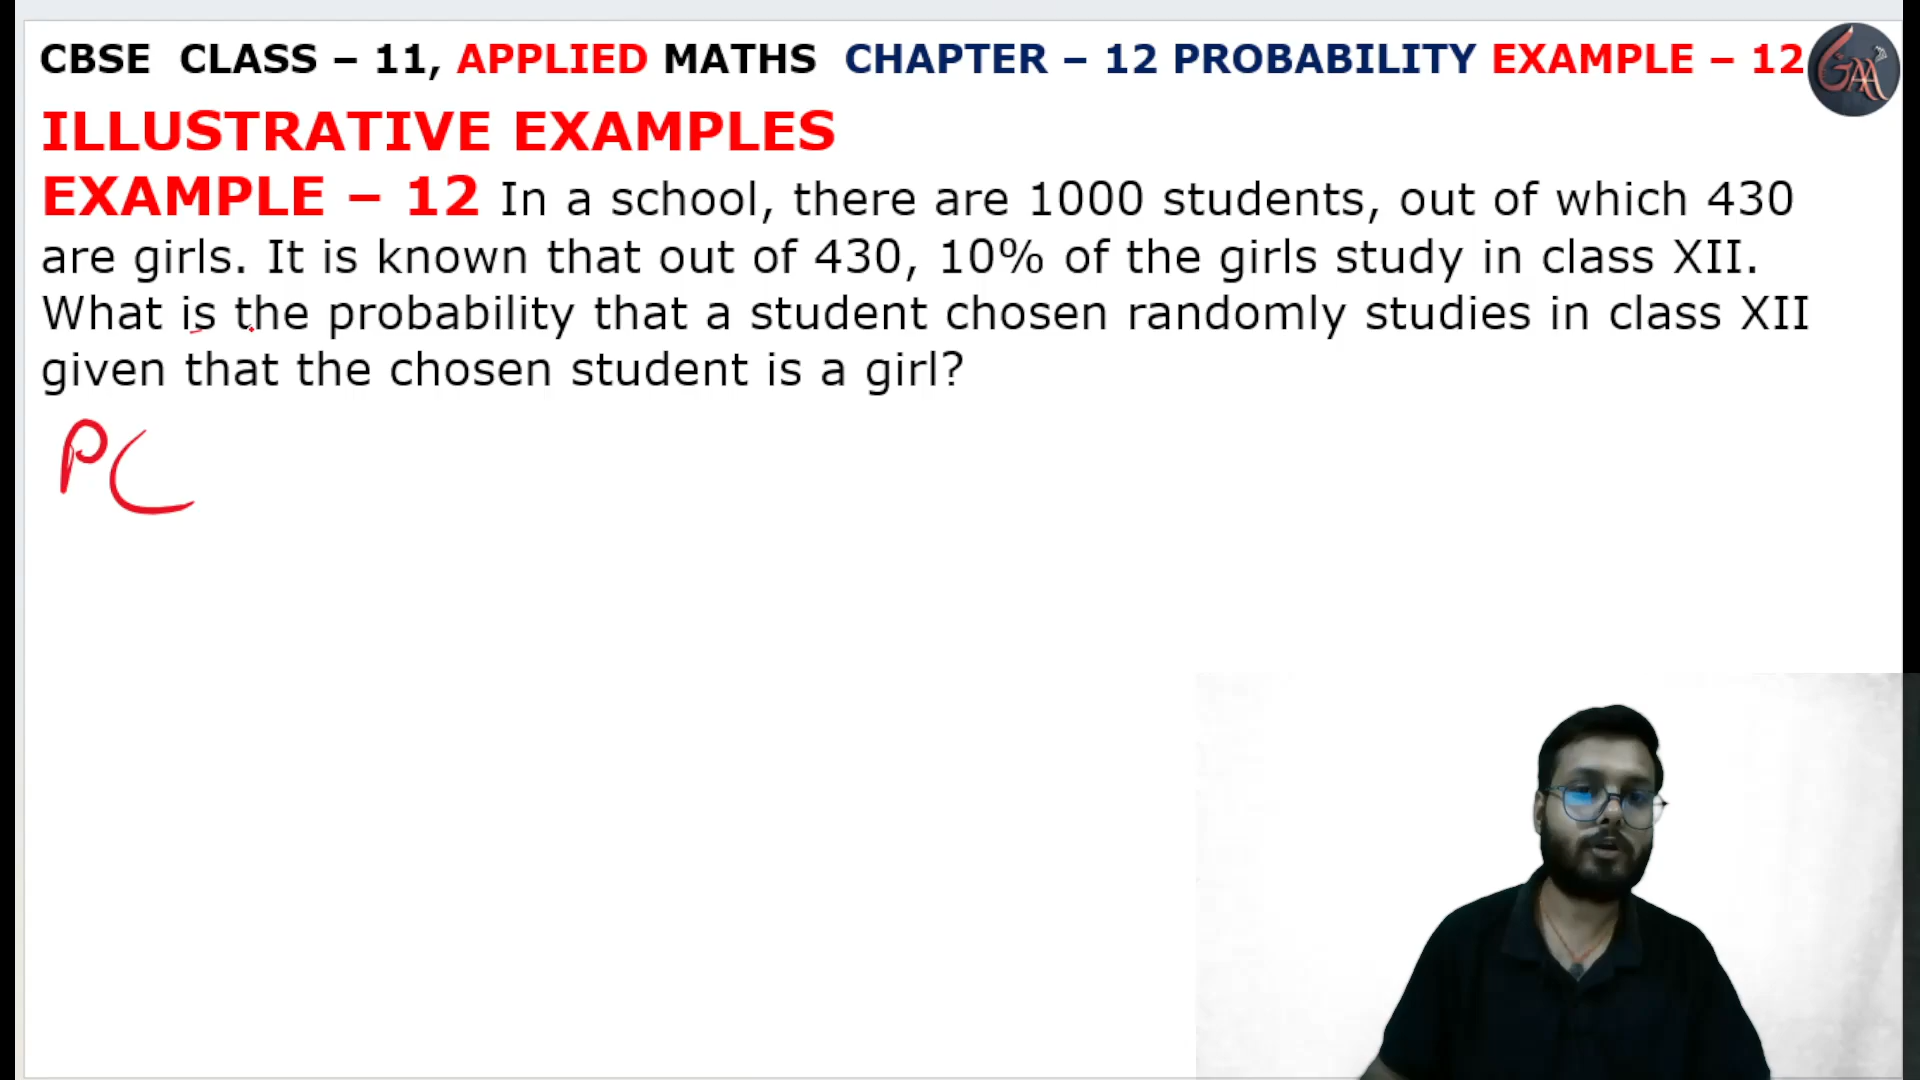 CBSE CLASS – 11, APPLIED MATHS CHAPTER – 12 PROBABILITY EXAMPLE – 12
GAA
ILLUSTRATIVE EXAMPLES
EXAMPLE – 12 In a school, there are 1000 students, out of which 430
are girls. It is known that out of 430, 10% of the girls study in class XII.
What is the probability that a student chosen randomly studies in class XII
given that the chosen student is a girl?
P(